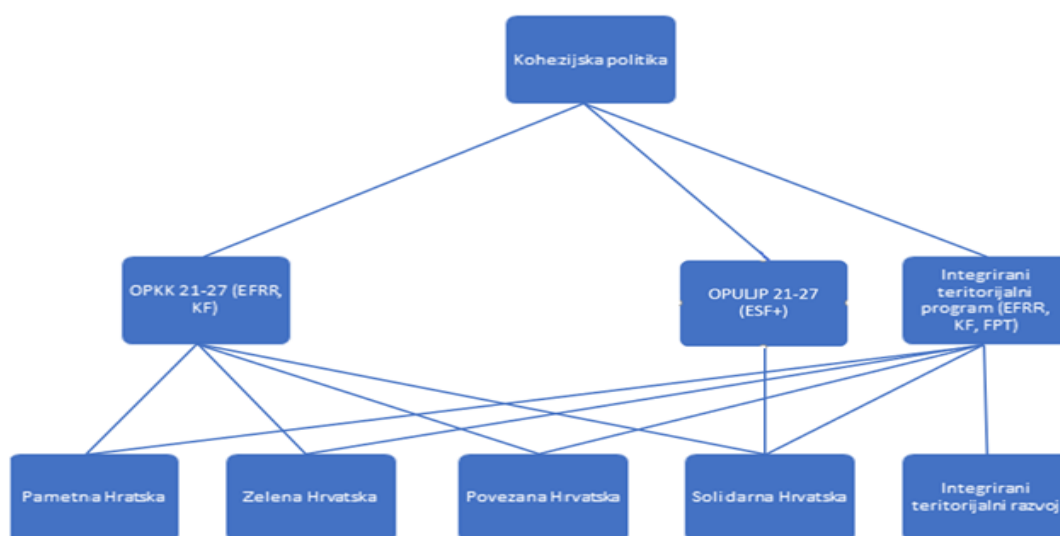 Kohezijska politika
OPKK 21-27 (EFRR,
KF)
OPULJP 21-27
(ESF+)
Integrirani
teritorijalni
program (EFRR,
KF, FPT)
Pametna Hratska
Zelena Hrvatska
Povezana Hrvatska
Solidarna Hrvatska
Integrirani
teritorijalni razvoj